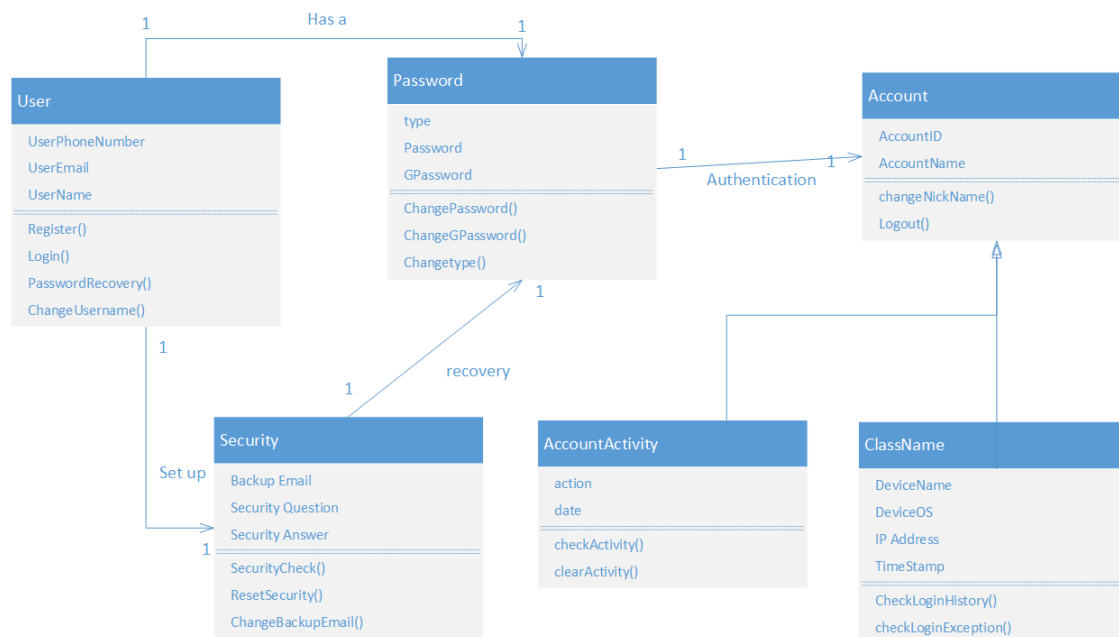 1
Has a
1
User
UserPhoneNumber
UserEmail
UserName
Register()
Login()
PasswordRecovery()
ChangeUsername()
Password
type
Password
GPassword
ChangePassword()
ChangeGPassword()
Changetype()
1
Authentication
1
Account
AccountID
AccountName
changeNickName()
Logout()
1
Set up
1
1
recovery
1
Security
Backup Email
Security Question
Security Answer
SecurityCheck()
ResetSecurity()
ChangeBackupEmail()
AccountActivity
action
date
checkActivity()
clearActivity()
ClassName
DeviceName
DeviceOS
IP Address
TimeStamp
CheckLoginHistory()
checkLoginException()